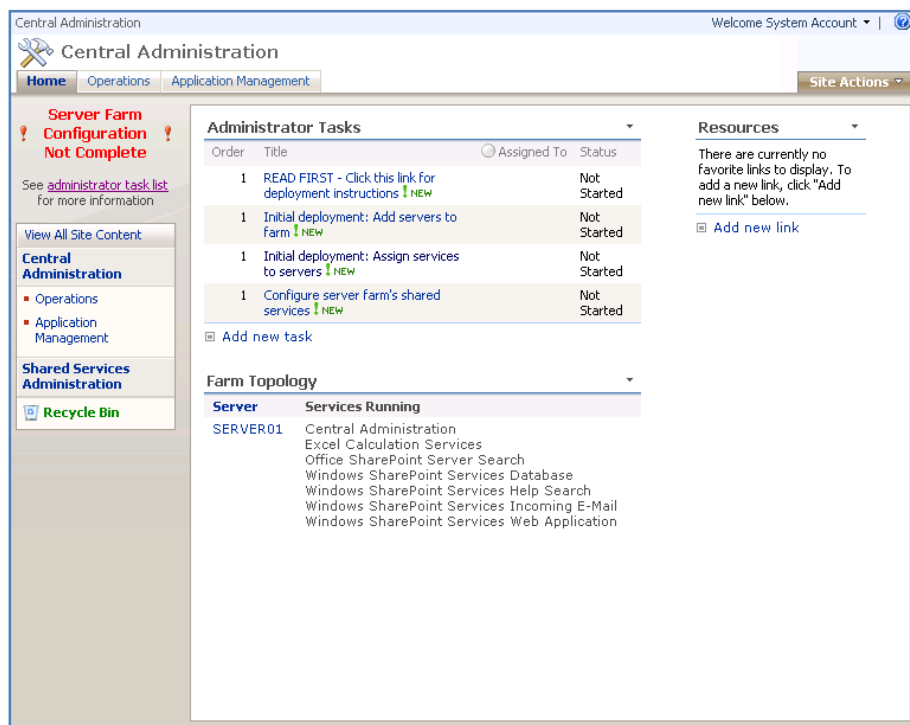 Central Administration
Welcome System Account
Central Administration
Home
Operations
Application Management
Site Actions
Server Farm
Configuration
Not Complete
See administrator task list
for more information
View All Site Content
Central
Administration
Operations
Application
Management
Shared Services
Administration
Recycle Bin
Administrator Tasks
Order Title Assigned To Status
1 READ FIRST - Click this link for Not
deployment instructions ! NEW Started
1 Initial deployment: Add servers to Not
farm ! NEW Started
1 Initial deployment: Assign services Not
to servers ! NEW Started
1 Configure server farm's shared Not
services ! NEW Started
Add new task
Farm Topology
Server Services Running
SERVER01 Central Administration
Excel Calculation Services
Office SharePoint Server Search
Windows SharePoint Services Database
Windows SharePoint Services Help Search
Windows SharePoint Services Incoming E-Mail
Windows SharePoint Services Web Application
Resources
There are currently no
favorite links to display. To
add a new link, click "Add
new link" below.
Add new link